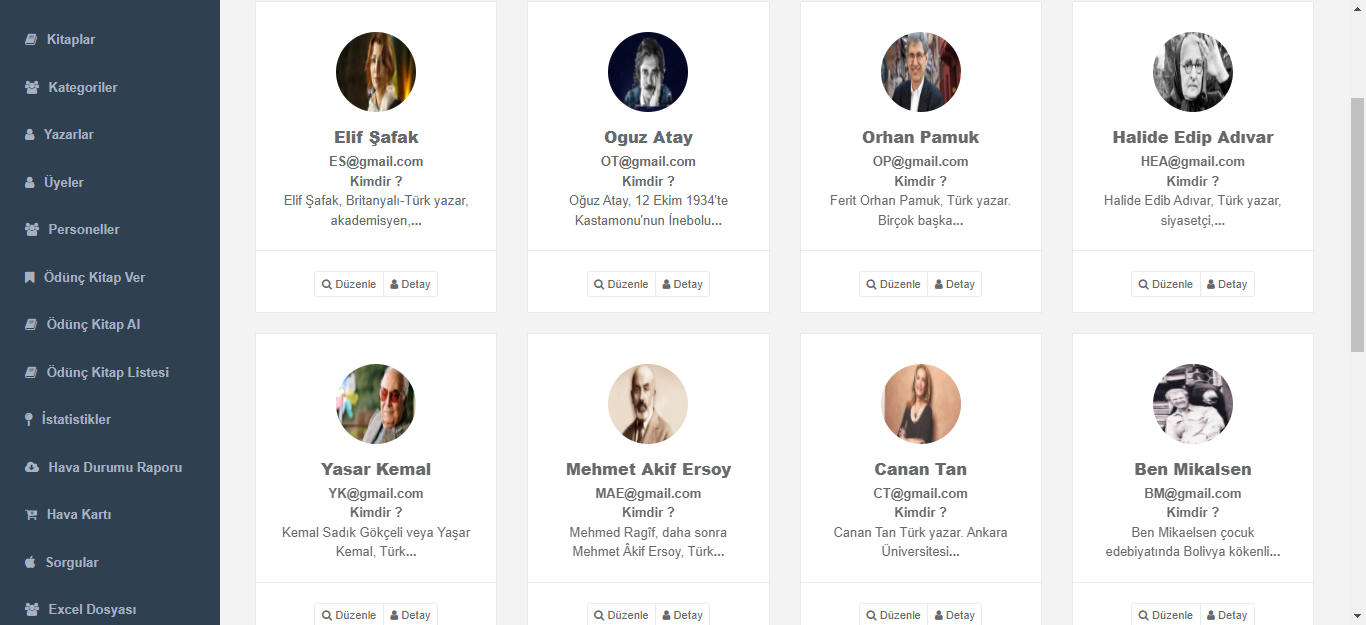 Kitaplar
Kategoriler
Yazarlar
Üyeler
Personeller
Ödünç Kitap Ver
Ödünç Kitap Al
Ödünç Kitap Listesi
İstatistikler
Hava Durumu Raporu
Hava Kartı
Sorgular
Excel Dosyası
Elif Şafak
ES@gmail.com
Kimdir ?
Elif Şafak, Britanyalı-Türk yazar,
akademisyen,...
Düzenle Detay
Oguz Atay
OT@gmail.com
Kimdir ?
Oğuz Atay, 12 Ekim 1934'te
Kastamonu'nun İnebolu...
Düzenle Detay
Orhan Pamuk
OP@gmail.com
Kimdir ?
Ferit Orhan Pamuk, Türk yazar.
Birçok başka...
Düzenle Detay
Halide Edip Adıvar
HEA@gmail.com
Kimdir ?
Halide Edib Adıvar, Türk yazar,
siyasetçi,...
Düzenle Detay
Yasar Kemal
YK@gmail.com
Kimdir ?
Kemal Sadık Gökçeli veya Yaşar
Kemal, Türk...
Düzenle Detay
Mehmet Akif Ersoy
MAE@gmail.com
Kimdir ?
Mehmed Ragîf, daha sonra
Mehmet Âkif Ersoy, Türk...
Düzenle Detay
Canan Tan
CT@gmail.com
Kimdir ?
Canan Tan Türk yazar. Ankara
Üniversitesi...
Düzenle Detay
Ben Mikalsen
BM@gmail.com
Kimdir ?
Ben Mikaelsen çocuk
edebiyatında Bolivya kökenli...
Düzenle Detay